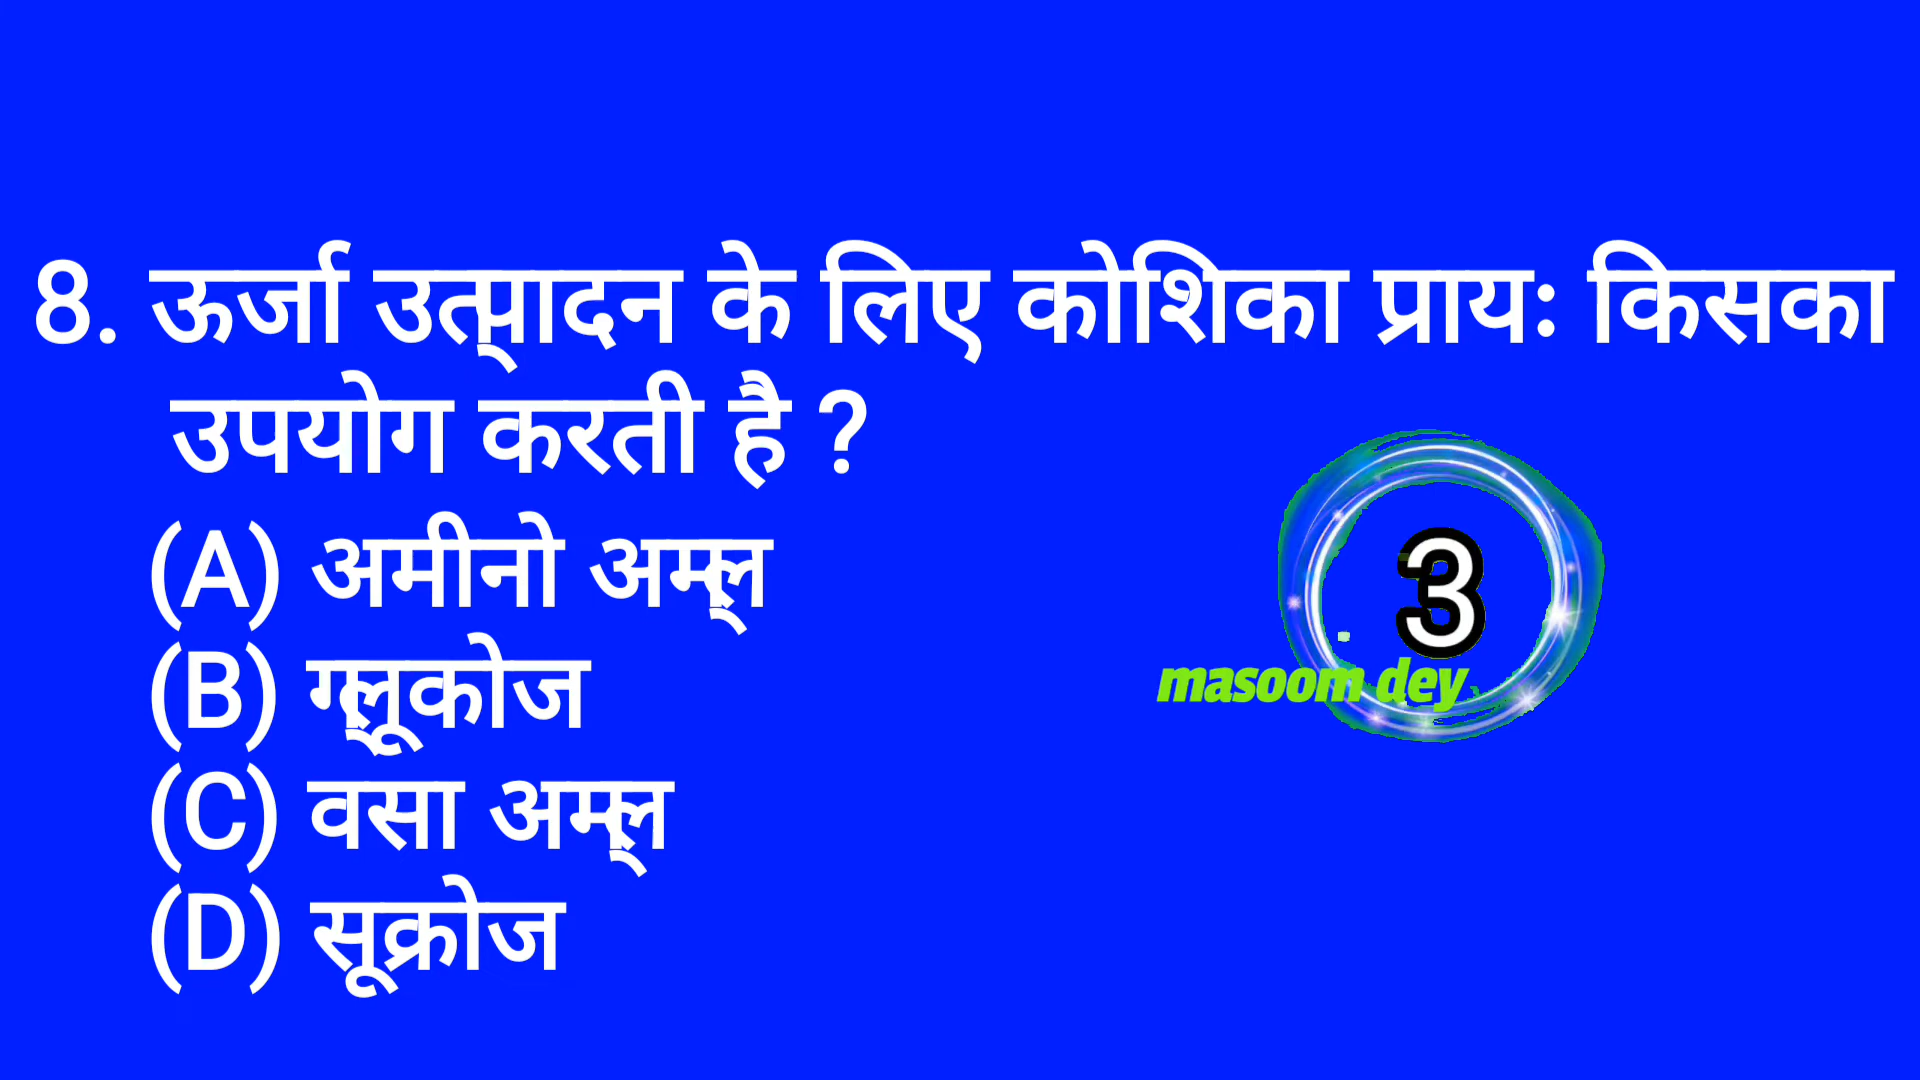 8. ऊर्जा उत्पादन के लिए कोशिका प्रायः किसका
उपयोग करती है ?
(A) अमीनो अम्ल
(B) ग्लूकोज
(C) वसा अम्ल
(D) सूक्रोज
3
masoom dey